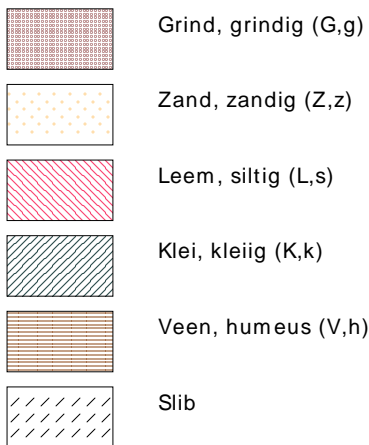 Grind, grindig (G,g)
Zand, zandig (Z,z)
Leem, siltig (L,s)
Klei, kleiig (K,k)
Veen, humeus (V,h)
Slib